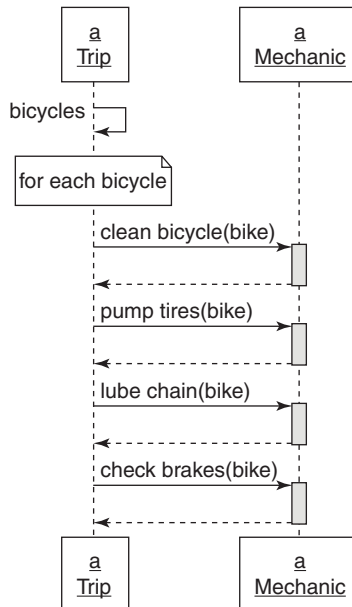 a
Trip
a
Mechanic
bicycles
for each bicycle
clean bicycle(bike)
pump tires(bike)
lube chain(bike)
check brakes(bike)
a
Trip
a
Mechanic